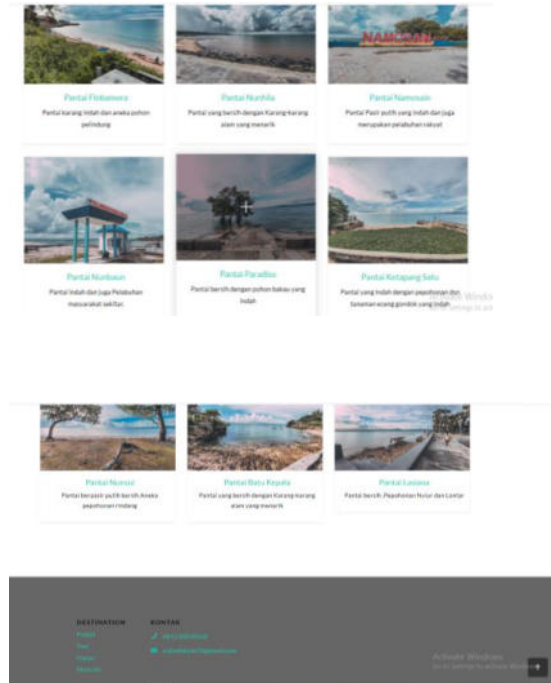 Pantai Flobamora
Pantai karang indah dan aneka pohon
pelindung
Pantai Nunhila
Pantai yang bersih dengan Karang-karang
alam yang menarik
NAMOSAIN
Pantai Namosain
Pantai Pasir putih yang indah dan juga
merupakan pelabuhan rakyat
Pantai Nunbaun
Pantai Indah dan juga Pelabuhan
masyarakat sekitar.
Pantai Paradiso
Pantai bersih dengan pohon bakau yang
indah
Pantai Ketapang Satu
Pantai yang indah dengan pepohonan dan
tanaman eceng gondok yang indah
Pantai Nunsui
Pantai berpasir putih bersih Aneka
pepohonan rindang
Pantai Batu Kepala
Pantai yang bersih dengan Karang-karang
alam yang menarik
Pantai Lasiana
Pantai bersih, Pepohonan Nyiur dan Lontar
DESTINATION
KONTAK
Activate Windows